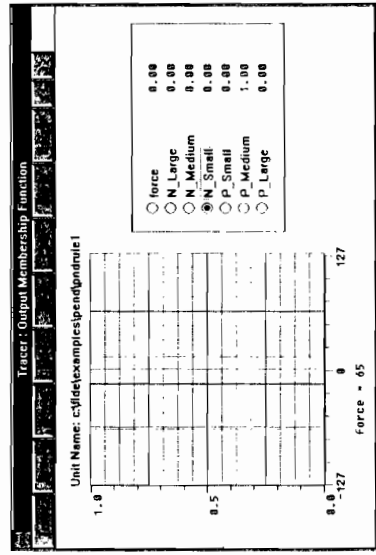 Tracer : Output Membership Function
Unit Name: c:\fide\examples\pend\pndrule1
1.0
0.5
0.0
-127
0
127
Force = 65
force 0.00
N_Large 0.00
N_Medium 0.00
N_Small 0.00
P_Small 0.00
P_Medium 1.00
P_Large 0.00